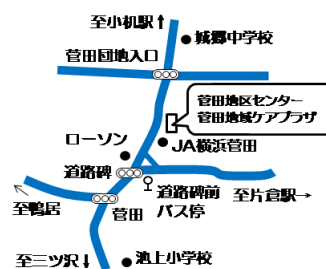 至小机駅↑
城郷中学校
菅田団地入口
菅田地区センター
菅田地域ケアプラザ
ローソン
JA横浜菅田
道路碑
道路碑前
バス停
至片倉駅→
至鴨居
菅田
至三ツ沢↓
池上小学校